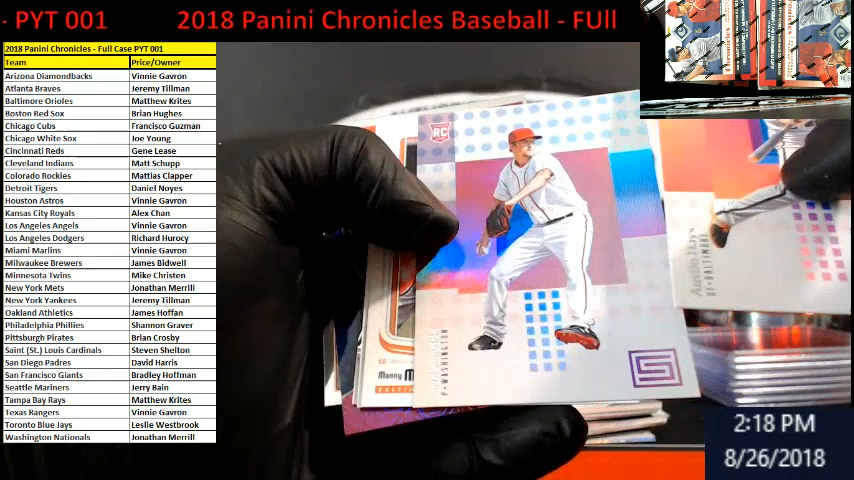 - PYT 001 2018 Panini Chronicles Baseball - FUll
2018 Panini Chronicles - Full Case PYT 001
Team Price/Owner
Arizona Diamondbacks Vinnie Gavron
Atlanta Braves Jeremy Tillman
Baltimore Orioles Matthew Krites
Boston Red Sox Brian Hughes
Chicago Cubs Francisco Guzman
Chicago White Sox Joe Young
Cincinnati Reds Gene Lease
Cleveland Indians Matt Schupp
Colorado Rockies Mattias Clapper
Detroit Tigers Daniel Noyes
Houston Astros Vinnie Gavron
Kansas City Royals Alex Chan
Los Angeles Angels Vinnie Gavron
Los Angeles Dodgers Richard Hurocy
Miami Marlins Vinnie Gavron
Milwaukee Brewers James Bidwell
Minnesota Twins Mike Christen
New York Mets Jonathan Merrill
New York Yankees Jeremy Tillman
Oakland Athletics James Hoffan
Philadelphia Phillies Shannon Graver
Pittsburgh Pirates Brian Crosby
Saint (St.) Louis Cardinals Steven Shelton
San Diego Padres David Harris
San Francisco Giants Bradley Hoffman
Seattle Mariners Jerry Bain
Tampa Bay Rays Matthew Krites
Texas Rangers Vinnie Gavron
Toronto Blue Jays Leslie Westbrook
Washington Nationals Jonathan Merrill
RC
P•WASHINGTON
SS
Manny
Austin Hays
OF•BALTIMORE
2:18 PM
8/26/2018